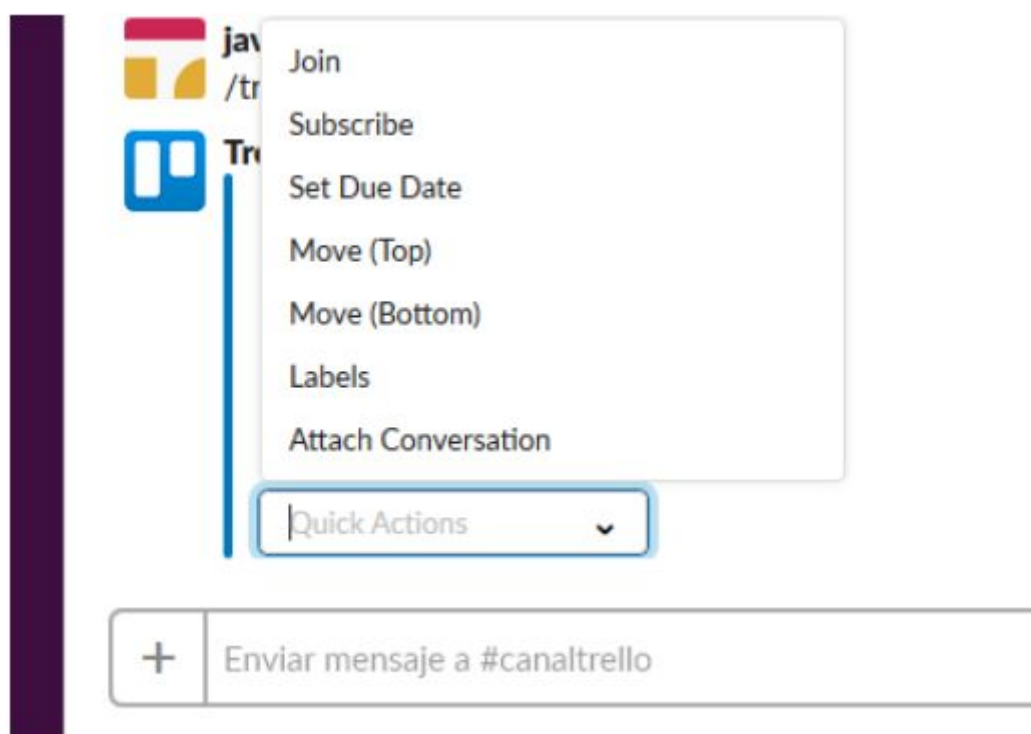 jav
/tr
Tre
Join
Subscribe
Set Due Date
Move (Top)
Move (Bottom)
Labels
Attach Conversation
Quick Actions
+ Enviar mensaje a #canaltrello